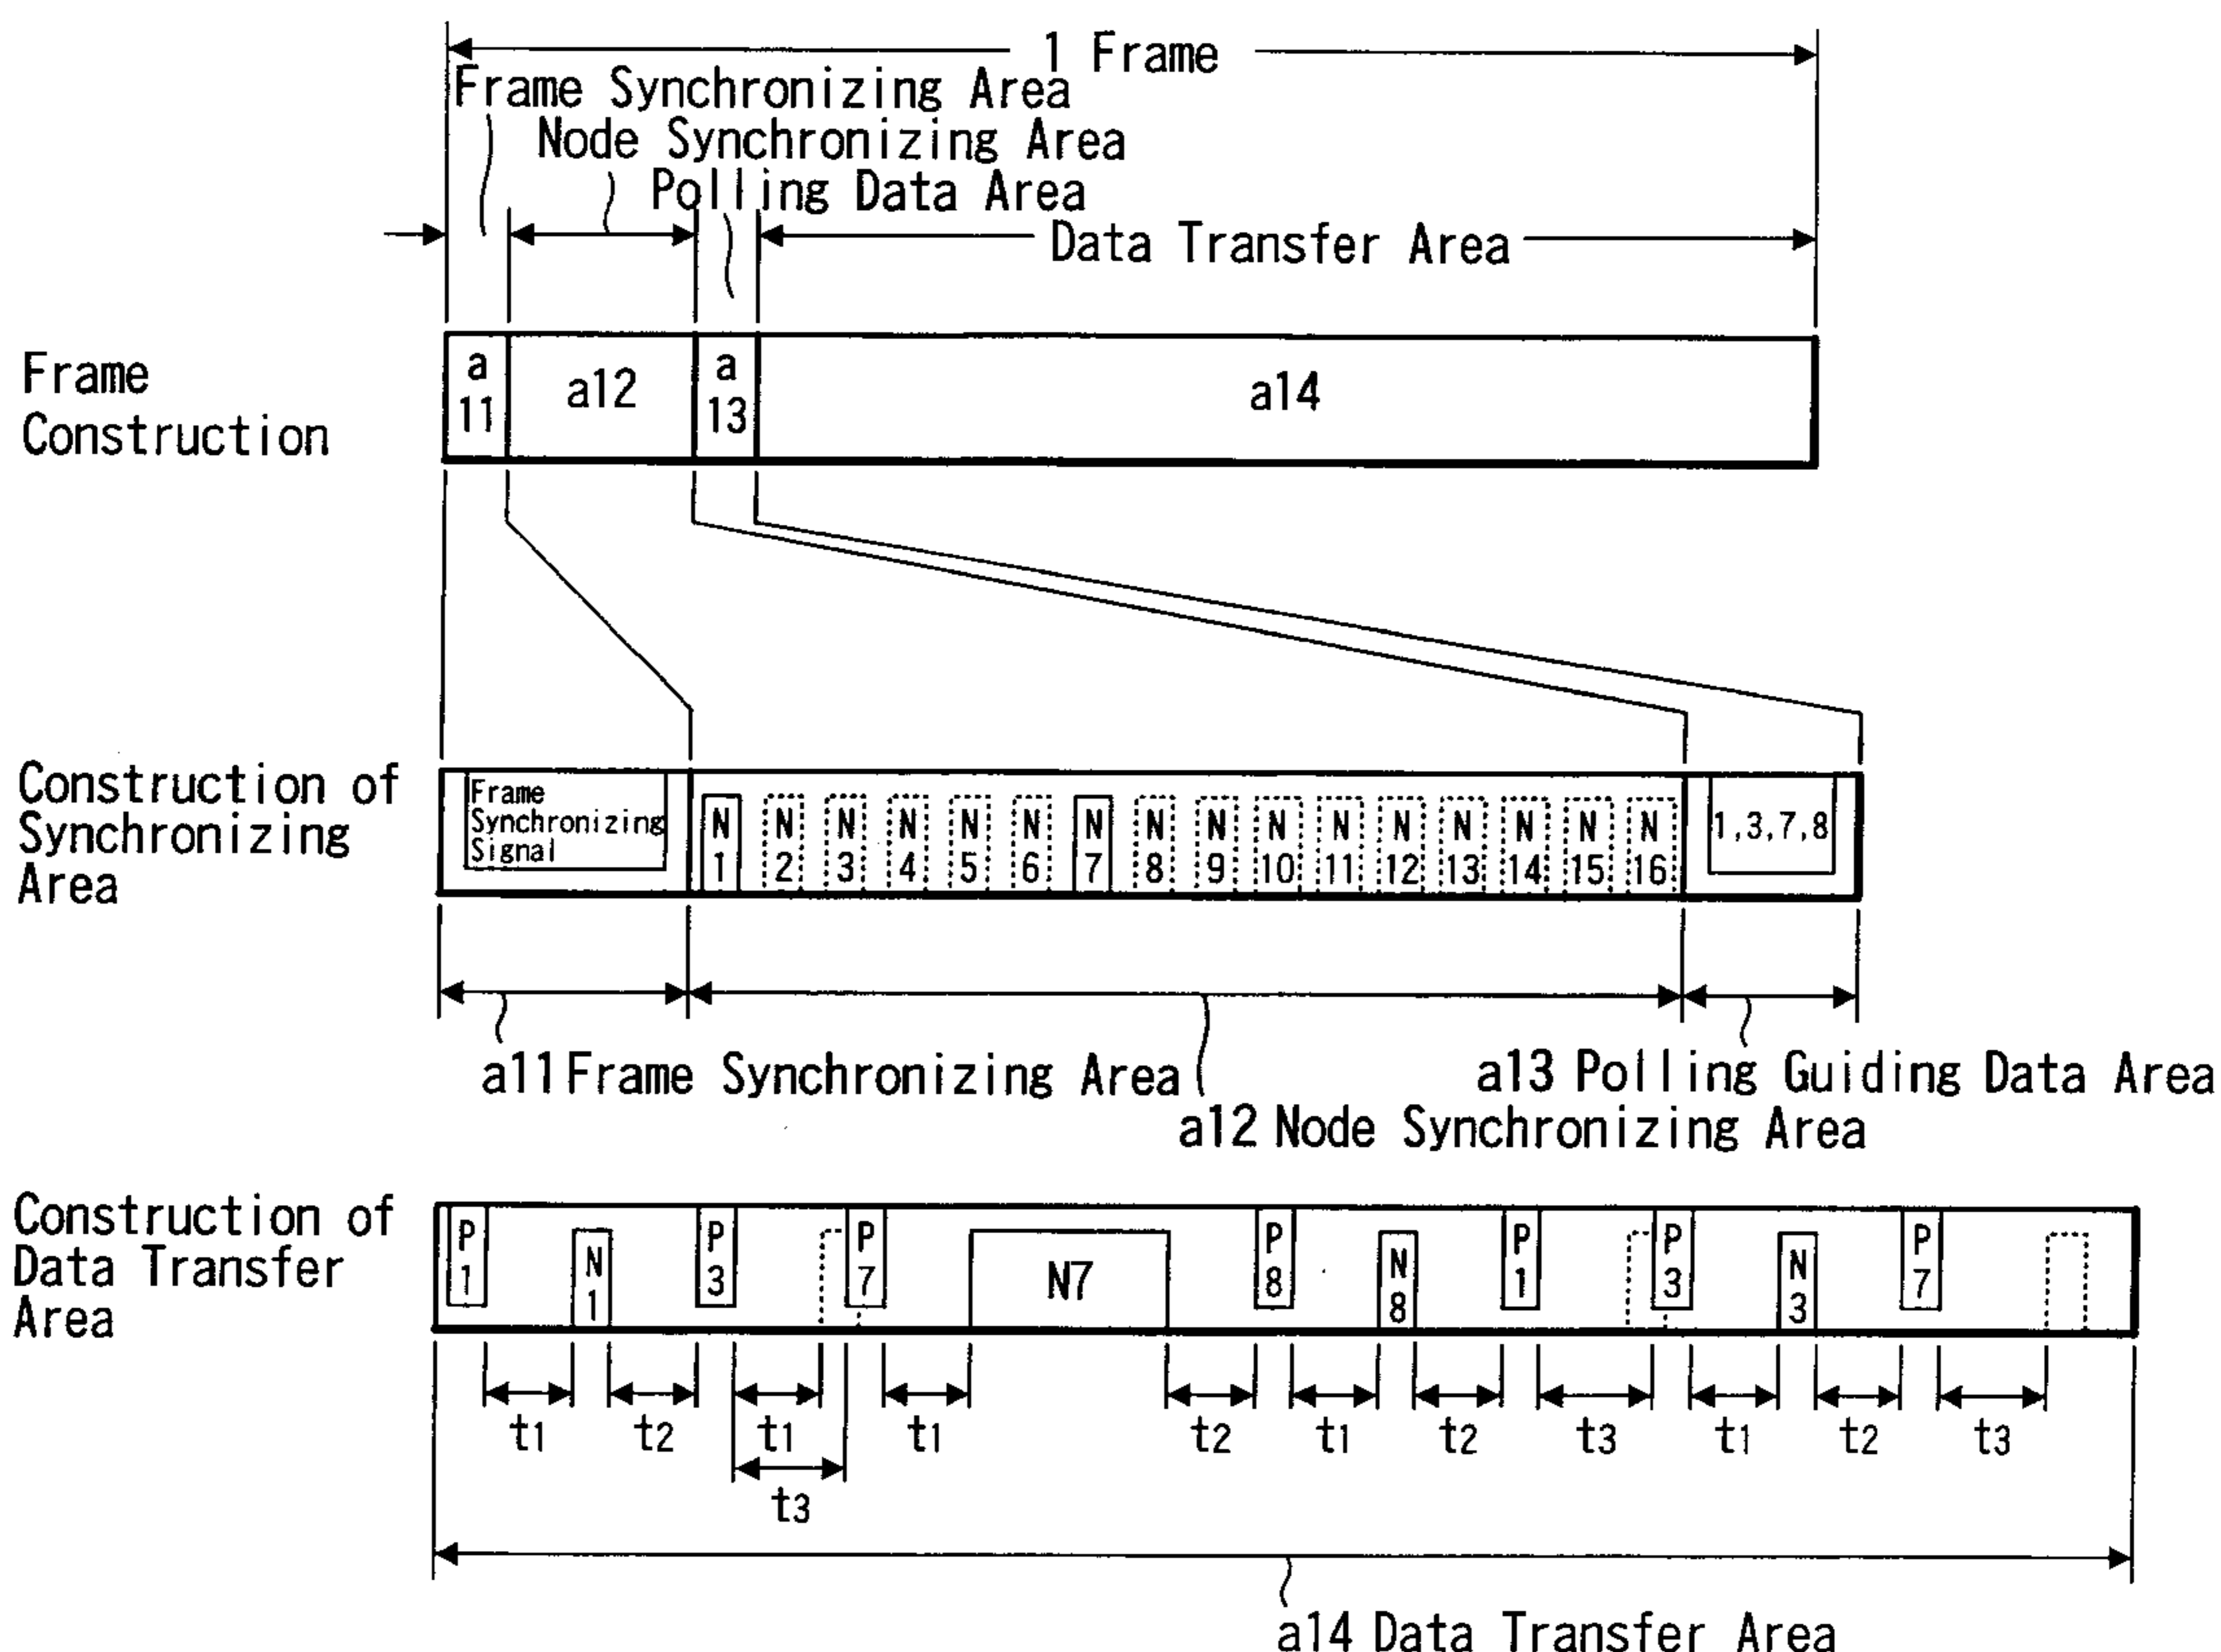 1 Frame
Frame Synchronizing Area
Node Synchronizing Area
Polling Data Area
Data Transfer Area
Frame
Construction
a
11
a12
a
13
a14
Construction of
Synchronizing
Area
Frame
Synchronizing
Signal
N N N N N N N N N N N N N N N N
1 2 3 4 5 6 7 8 9 10 11 12 13 14 15 16
1,3,7,8
a11 Frame Synchronizing Area
a13 Polling Guiding Data Area
a12 Node Synchronizing Area
Construction of
Data Transfer
Area
P
1
N
1
P
3
P
7
N7
P
8
N
8
P
1
P
3
N
3
P
7
t1 t2 t1 t1 t2 t1 t2 t3 t1 t2 t3
t3
a14 Data Transfer Area